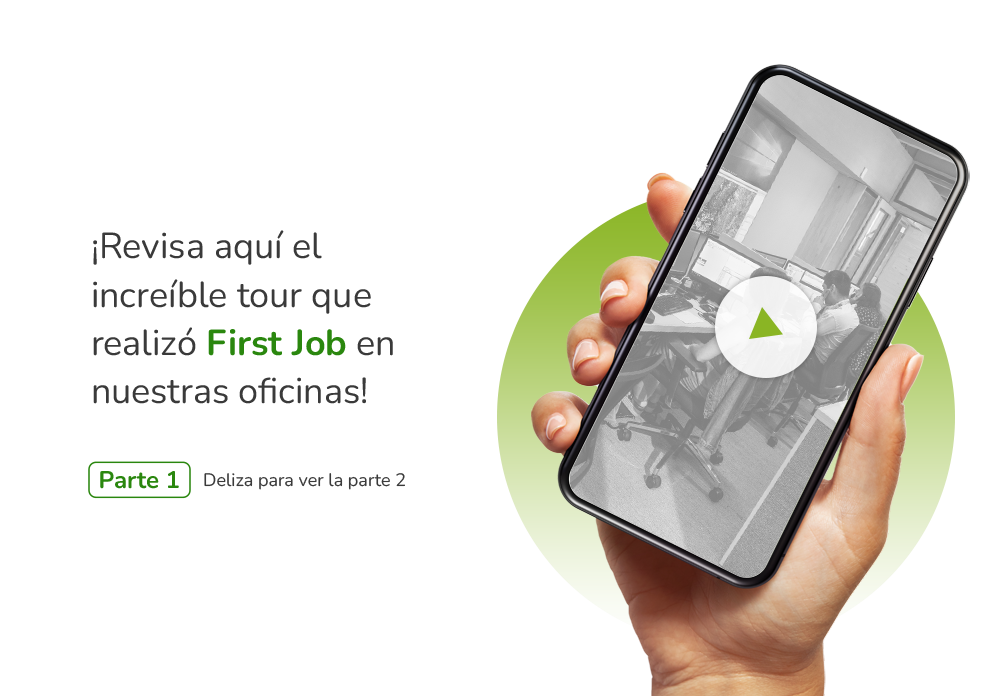 ¡Revisa aquí el
increíble tour que
realizó First Job en
nuestras oficinas!
Parte 1 Deliza para ver la parte 2